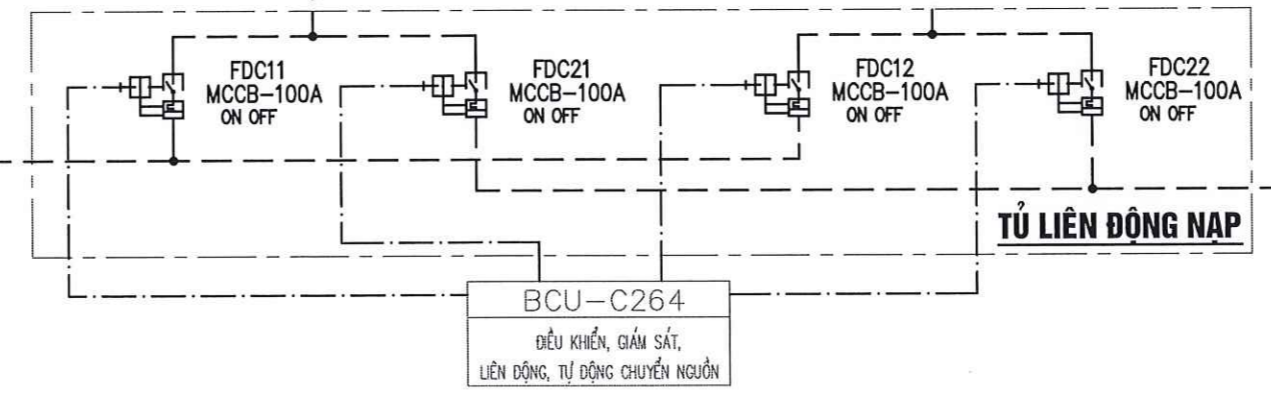 FDC11
MCCB-100A
ON OFF
FDC21
MCCB-100A
ON OFF
FDC12
MCCB-100A
ON OFF
FDC22
MCCB-100A
ON OFF
TỦ LIÊN ĐỘNG NẠP
BCU-C264
ĐIỀU KHIỂN, GIÁM SÁT,
LIÊN ĐỘNG, TỰ ĐỘNG CHUYỂN NGUỒN